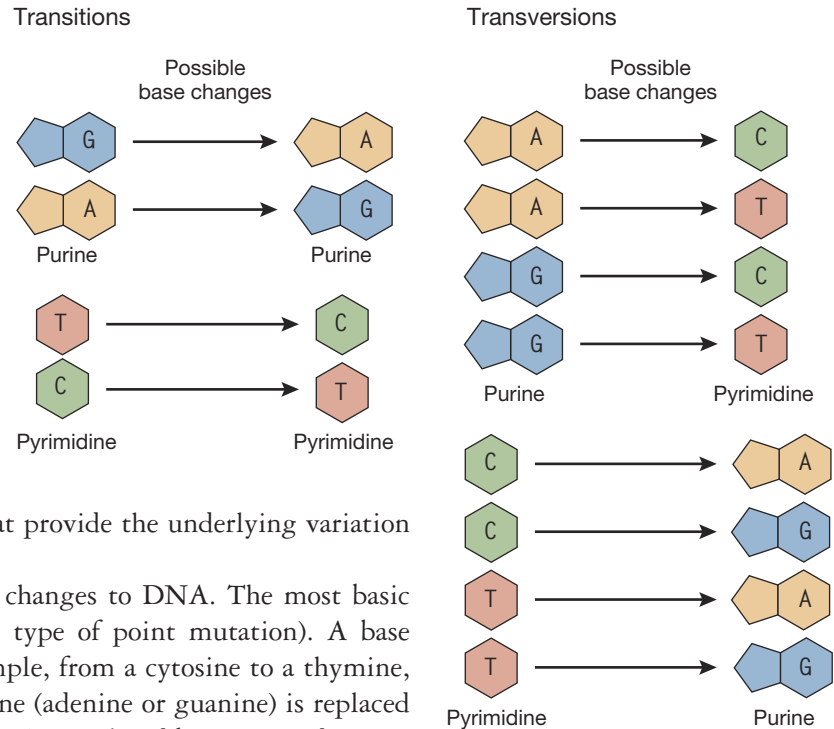 Transitions
Possible
base changes
G A
A G
Purine Purine
T C
C T
Pyrimidine Pyrimidine
at provide the underlying variation
changes to DNA. The most basic
type of point mutation). A base
mple, from a cytosine to a thymine,
ne (adenine or guanine) is replaced
Transversions
Possible
base changes
A C
A T
G C
G T
Purine Pyrimidine
C A
C G
T A
T G
Pyrimidine Purine